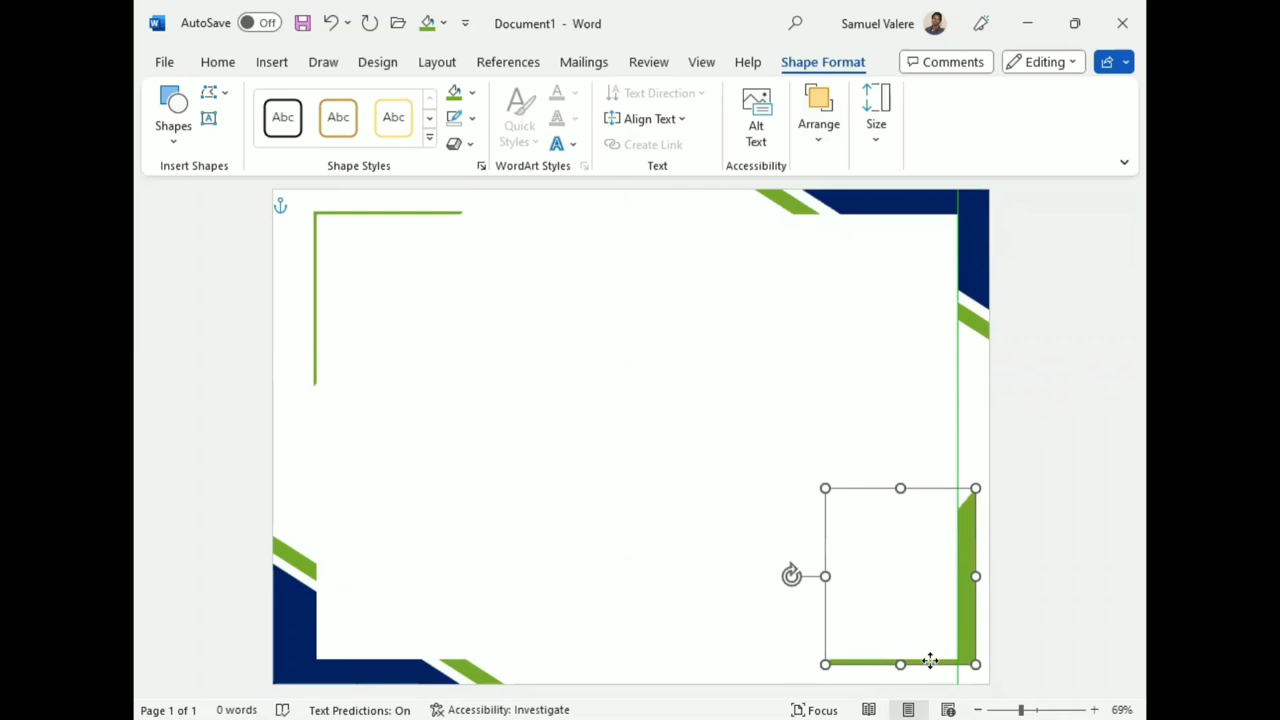 AutoSave Off Document1 - Word Samuel Valere
File Home Insert Draw Design Layout References Mailings Review View Help Shape Format Comments Editing
Shapes
Insert Shapes
Abc Abc Abc
Shape Styles
Quick
Styles
WordArt Styles
Text Direction
Align Text
Create Link
Text
Alt
Text
Accessibility
Arrange
Size
Page 1 of 1 0 words Text Predictions: On Accessibility: Investigate Focus 69%